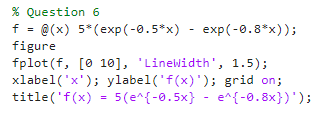 % Question 6
f = @(x) 5*(exp(-0.5*x) - exp(-0.8*x));
figure
fplot(f, [0 10], 'LineWidth', 1.5);
xlabel('x'); ylabel('f(x)'); grid on;
title('f(x) = 5(e^{-0.5x} - e^{-0.8x})');